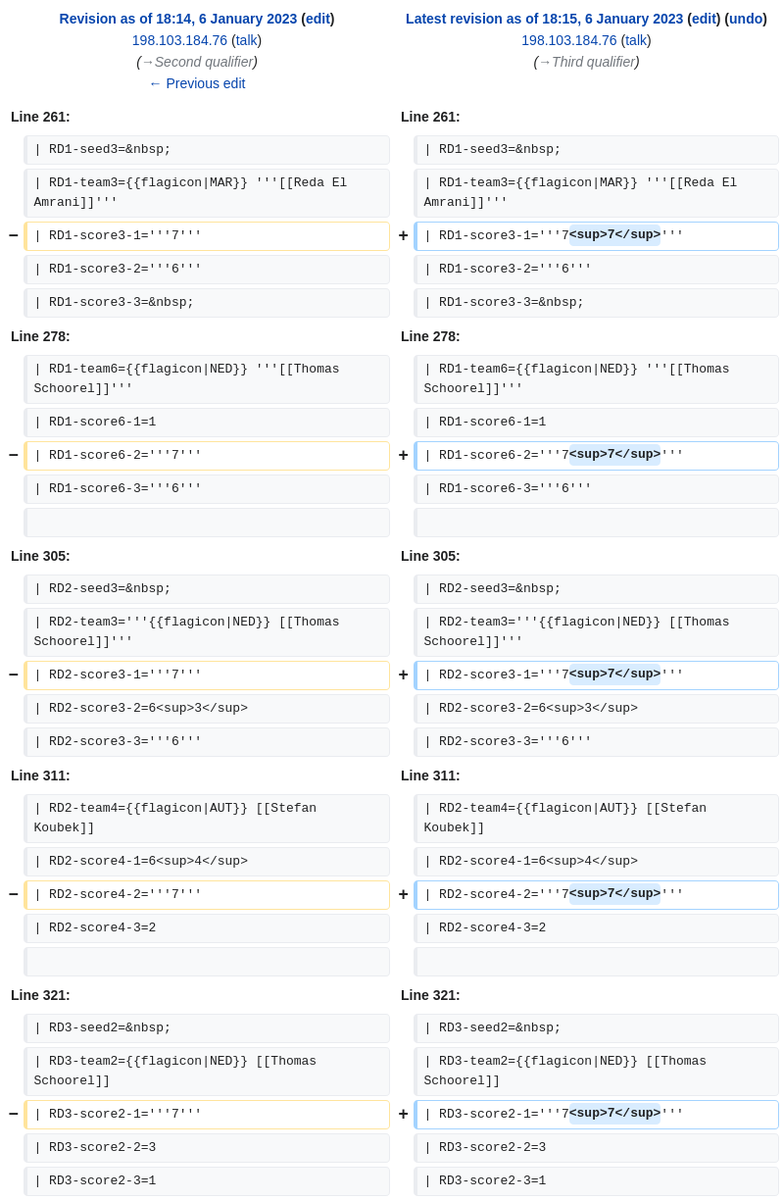 Revision as of 18:14, 6 January 2023 (edit)
198.103.184.76 (talk)
(→Second qualifier)
← Previous edit
Latest revision as of 18:15, 6 January 2023 (edit) (undo)
198.103.184.76 (talk)
(→Third qualifier)
Line 261:
Line 261:
| RD1-seed3=&nbsp;
| RD1-seed3=&nbsp;
| RD1-team3={{flagicon|MAR}} '''[[Reda El
Amrani]]'''
| RD1-team3={{flagicon|MAR}} '''[[Reda El
Amrani]]'''
− | RD1-score3-1='''7'''
+ | RD1-score3-1='''7<sup>7</sup>'''
| RD1-score3-2='''6'''
| RD1-score3-2='''6'''
| RD1-score3-3=&nbsp;
| RD1-score3-3=&nbsp;
Line 278:
Line 278:
| RD1-team6={{flagicon|NED}} '''[[Thomas
Schoorel]]'''
| RD1-team6={{flagicon|NED}} '''[[Thomas
Schoorel]]'''
| RD1-score6-1=1
| RD1-score6-1=1
− | RD1-score6-2='''7'''
+ | RD1-score6-2='''7<sup>7</sup>'''
| RD1-score6-3='''6'''
| RD1-score6-3='''6'''
Line 305:
Line 305:
| RD2-seed3=&nbsp;
| RD2-seed3=&nbsp;
| RD2-team3='''{{flagicon|NED}} [[Thomas
Schoorel]]'''
| RD2-team3='''{{flagicon|NED}} [[Thomas
Schoorel]]'''
− | RD2-score3-1='''7'''
+ | RD2-score3-1='''7<sup>7</sup>'''
| RD2-score3-2=6<sup>3</sup>
| RD2-score3-2=6<sup>3</sup>
| RD2-score3-3='''6'''
| RD2-score3-3='''6'''
Line 311:
Line 311:
| RD2-team4={{flagicon|AUT}} [[Stefan
Koubek]]
| RD2-team4={{flagicon|AUT}} [[Stefan
Koubek]]
| RD2-score4-1=6<sup>4</sup>
| RD2-score4-1=6<sup>4</sup>
− | RD2-score4-2='''7'''
+ | RD2-score4-2='''7<sup>7</sup>'''
| RD2-score4-3=2
| RD2-score4-3=2
Line 321:
Line 321:
| RD3-seed2=&nbsp;
| RD3-seed2=&nbsp;
| RD3-team2={{flagicon|NED}} [[Thomas
Schoorel]]
| RD3-team2={{flagicon|NED}} [[Thomas
Schoorel]]
− | RD3-score2-1='''7'''
+ | RD3-score2-1='''7<sup>7</sup>'''
| RD3-score2-2=3
| RD3-score2-2=3
| RD3-score2-3=1
| RD3-score2-3=1